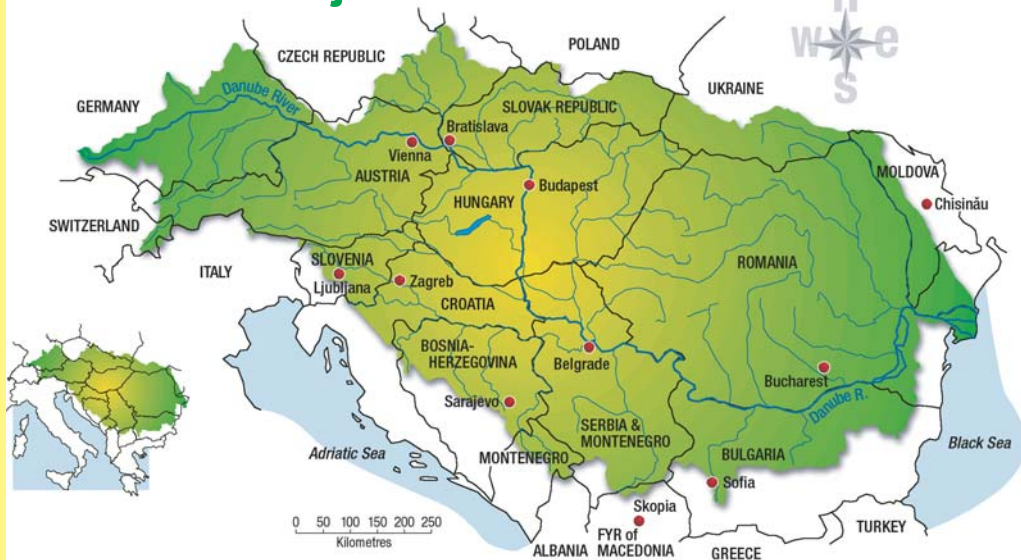 n
w e
s
CZECH REPUBLIC
POLAND
UKRAINE
GERMANY
Danube River
SLOVAK REPUBLIC
Bratislava
Vienna
AUSTRIA
MOLDOVA
Budapest
HUNGARY
Chisinău
SWITZERLAND
ITALY
SLOVENIA
Ljubljana
Zagreb
ROMANIA
CROATIA
BOSNIA-
HERZEGOVINA
Belgrade
Bucharest
Danube R.
Sarajevo
SERBIA &
MONTENEGRO
Adriatic Sea
MONTENEGRO
BULGARIA
Black Sea
Sofia
Skopia
0 50 100 150 200 250
Kilometres
ALBANIA
FYR of
MACEDONIA
GREECE
TURKEY